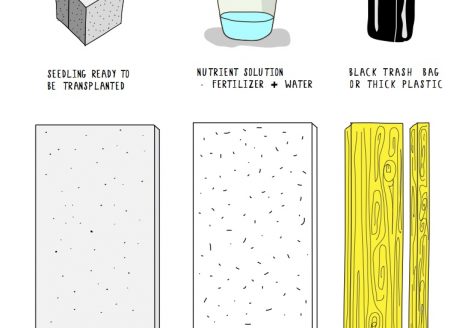 SEEDLING READY TO
BE TRANSPLANTED
NUTRIENT SOLUTION
- FERTILIZER + WATER
BLACK TRASH BAG
OR THICK PLASTIC